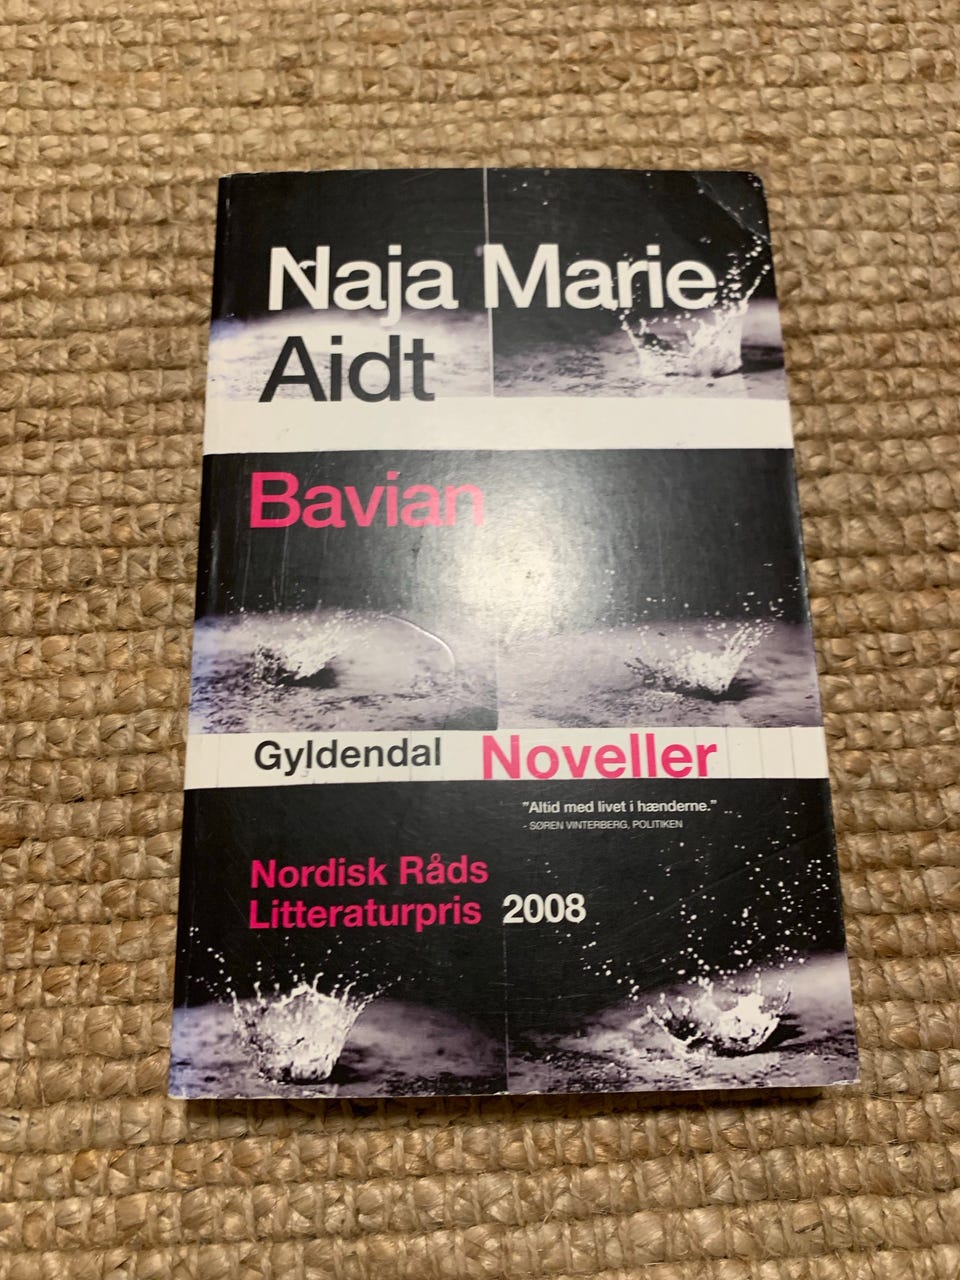 Naja Marie
Aidt
Bavian
Gyldendal
Noveller
”Altid med livet i hænderne.”
- SØREN VINTERBERG, POLITIKEN
Nordisk Råds
Litteraturpris 2008